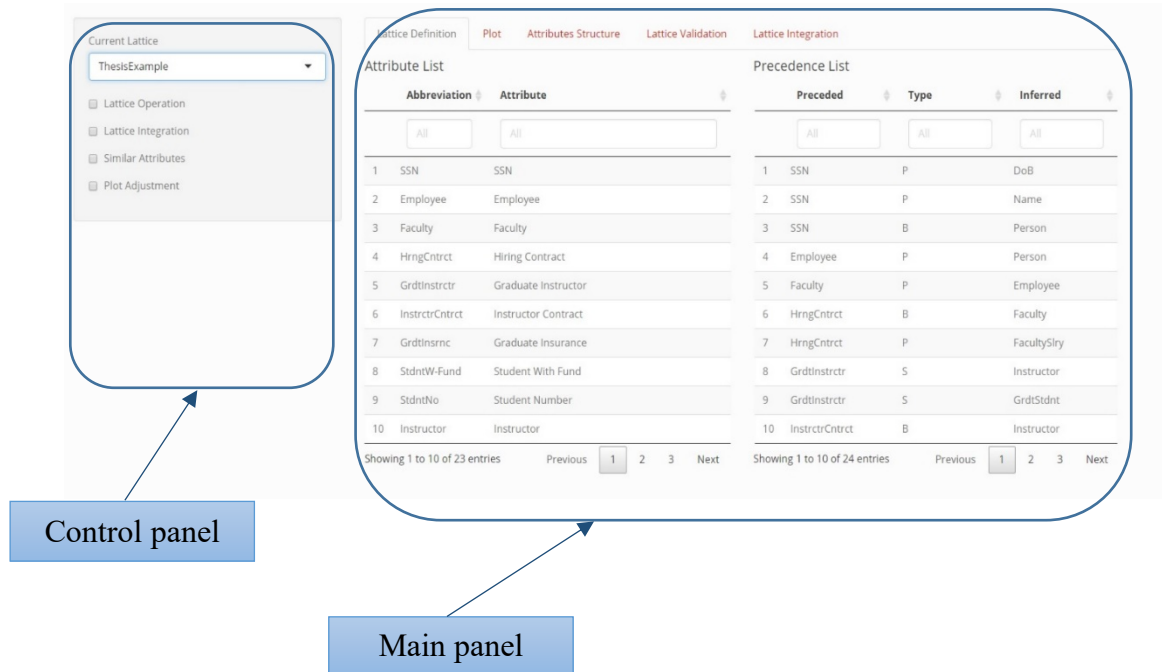 Current Lattice
ThesisExample
Lattice Operation
Lattice Integration
Similar Attributes
Plot Adjustment
Lattice Definition Plot Attributes Structure Lattice Validation Lattice Integration
Attribute List
Abbreviation Attribute
All All
1 SSN SSN
2 Employee Employee
3 Faculty Faculty
4 HrngCntrct Hiring Contract
5 GrdtInstrctr Graduate Instructor
6 InstrctrCntrct Instructor Contract
7 GrdtInsrnc Graduate Insurance
8 StdntW-Fund Student With Fund
9 StdntNo Student Number
10 Instructor Instructor
Showing 1 to 10 of 23 entries Previous 1 2 3 Next
Precedence List
Preceded Type Inferred
All All All
1 SSN P DoB
2 SSN P Name
3 SSN B Person
4 Employee P Person
5 Faculty P Employee
6 HrngCntrct B Faculty
7 HrngCntrct P FacultySlry
8 GrdtInstrctr S Instructor
9 GrdtInstrctr S GrdtStdnt
10 InstrctrCntrct B Instructor
Showing 1 to 10 of 24 entries Previous 1 2 3 Next
Control panel
Main panel